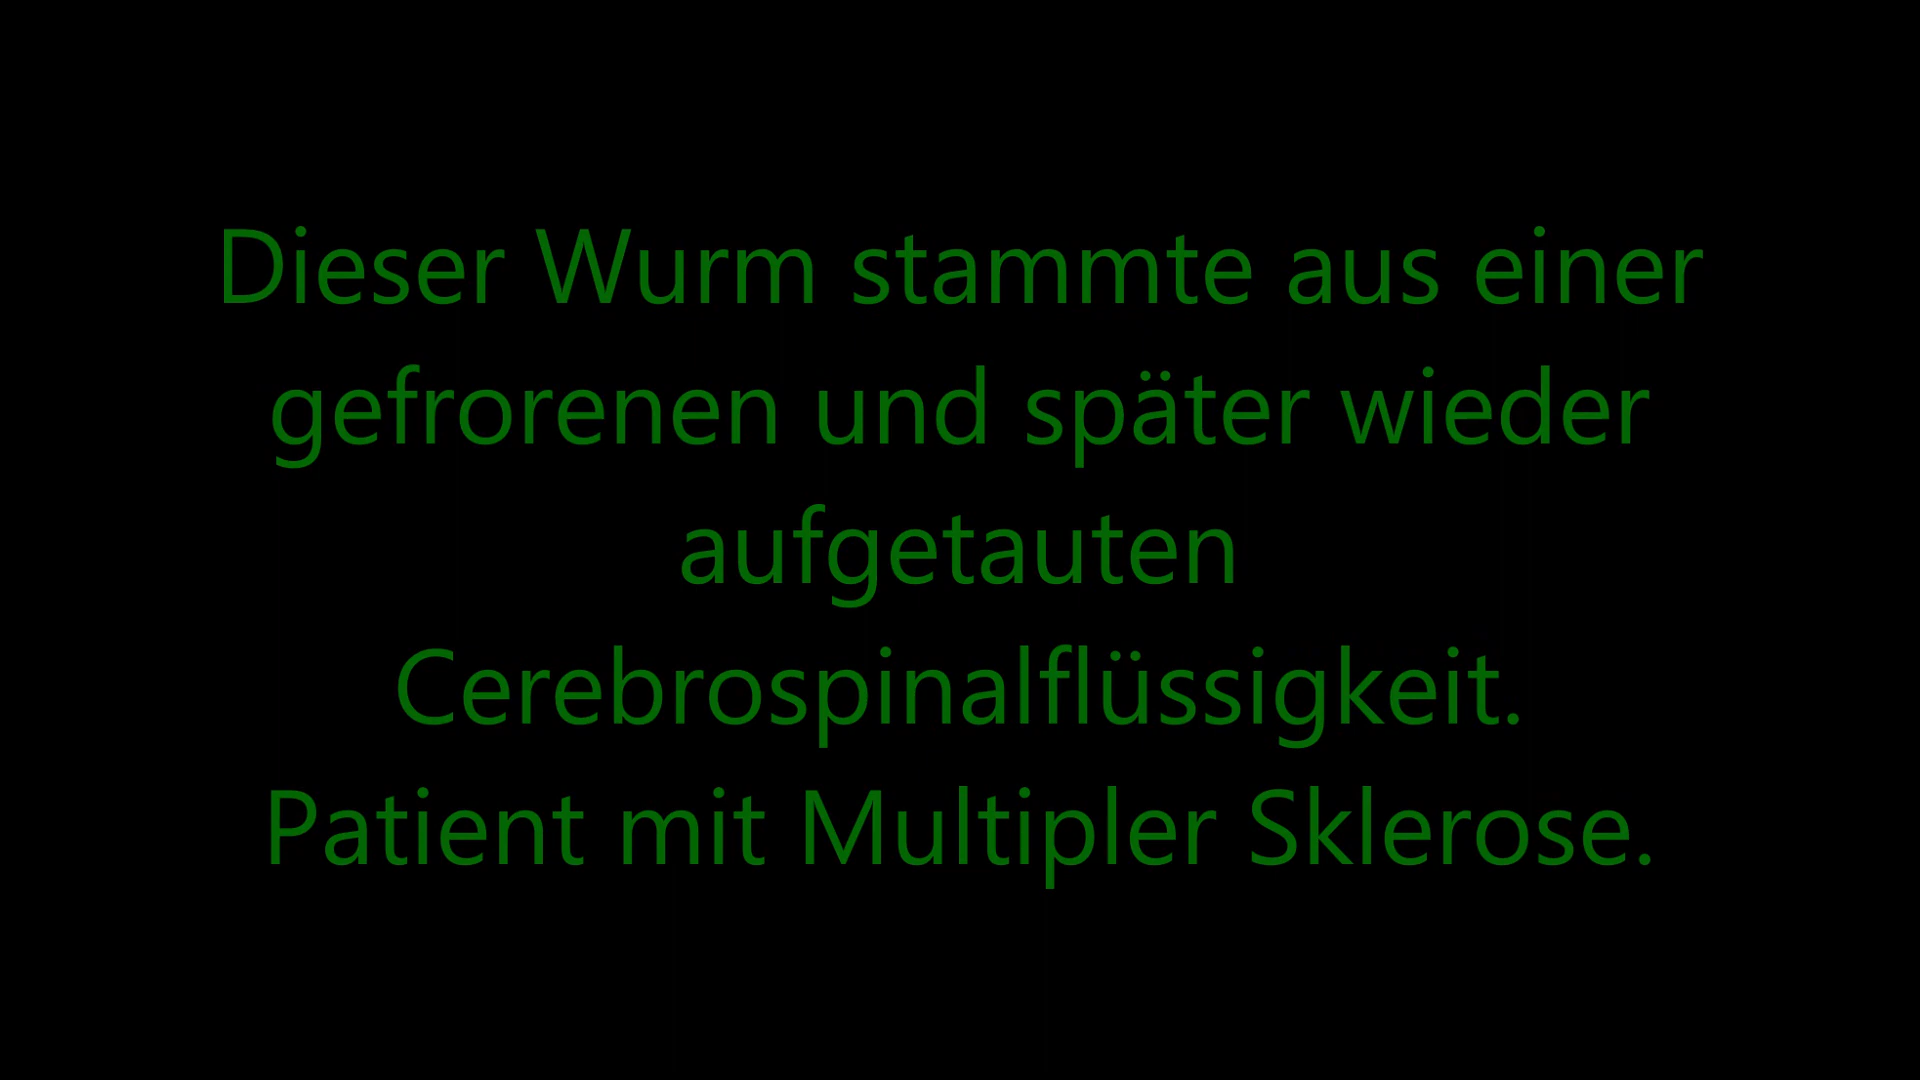 Dieser Wurm stammte aus einer
gefrorenen und später wieder
aufgetauten
Cerebrospinalflüssigkeit.
Patient mit Multipler Sklerose.